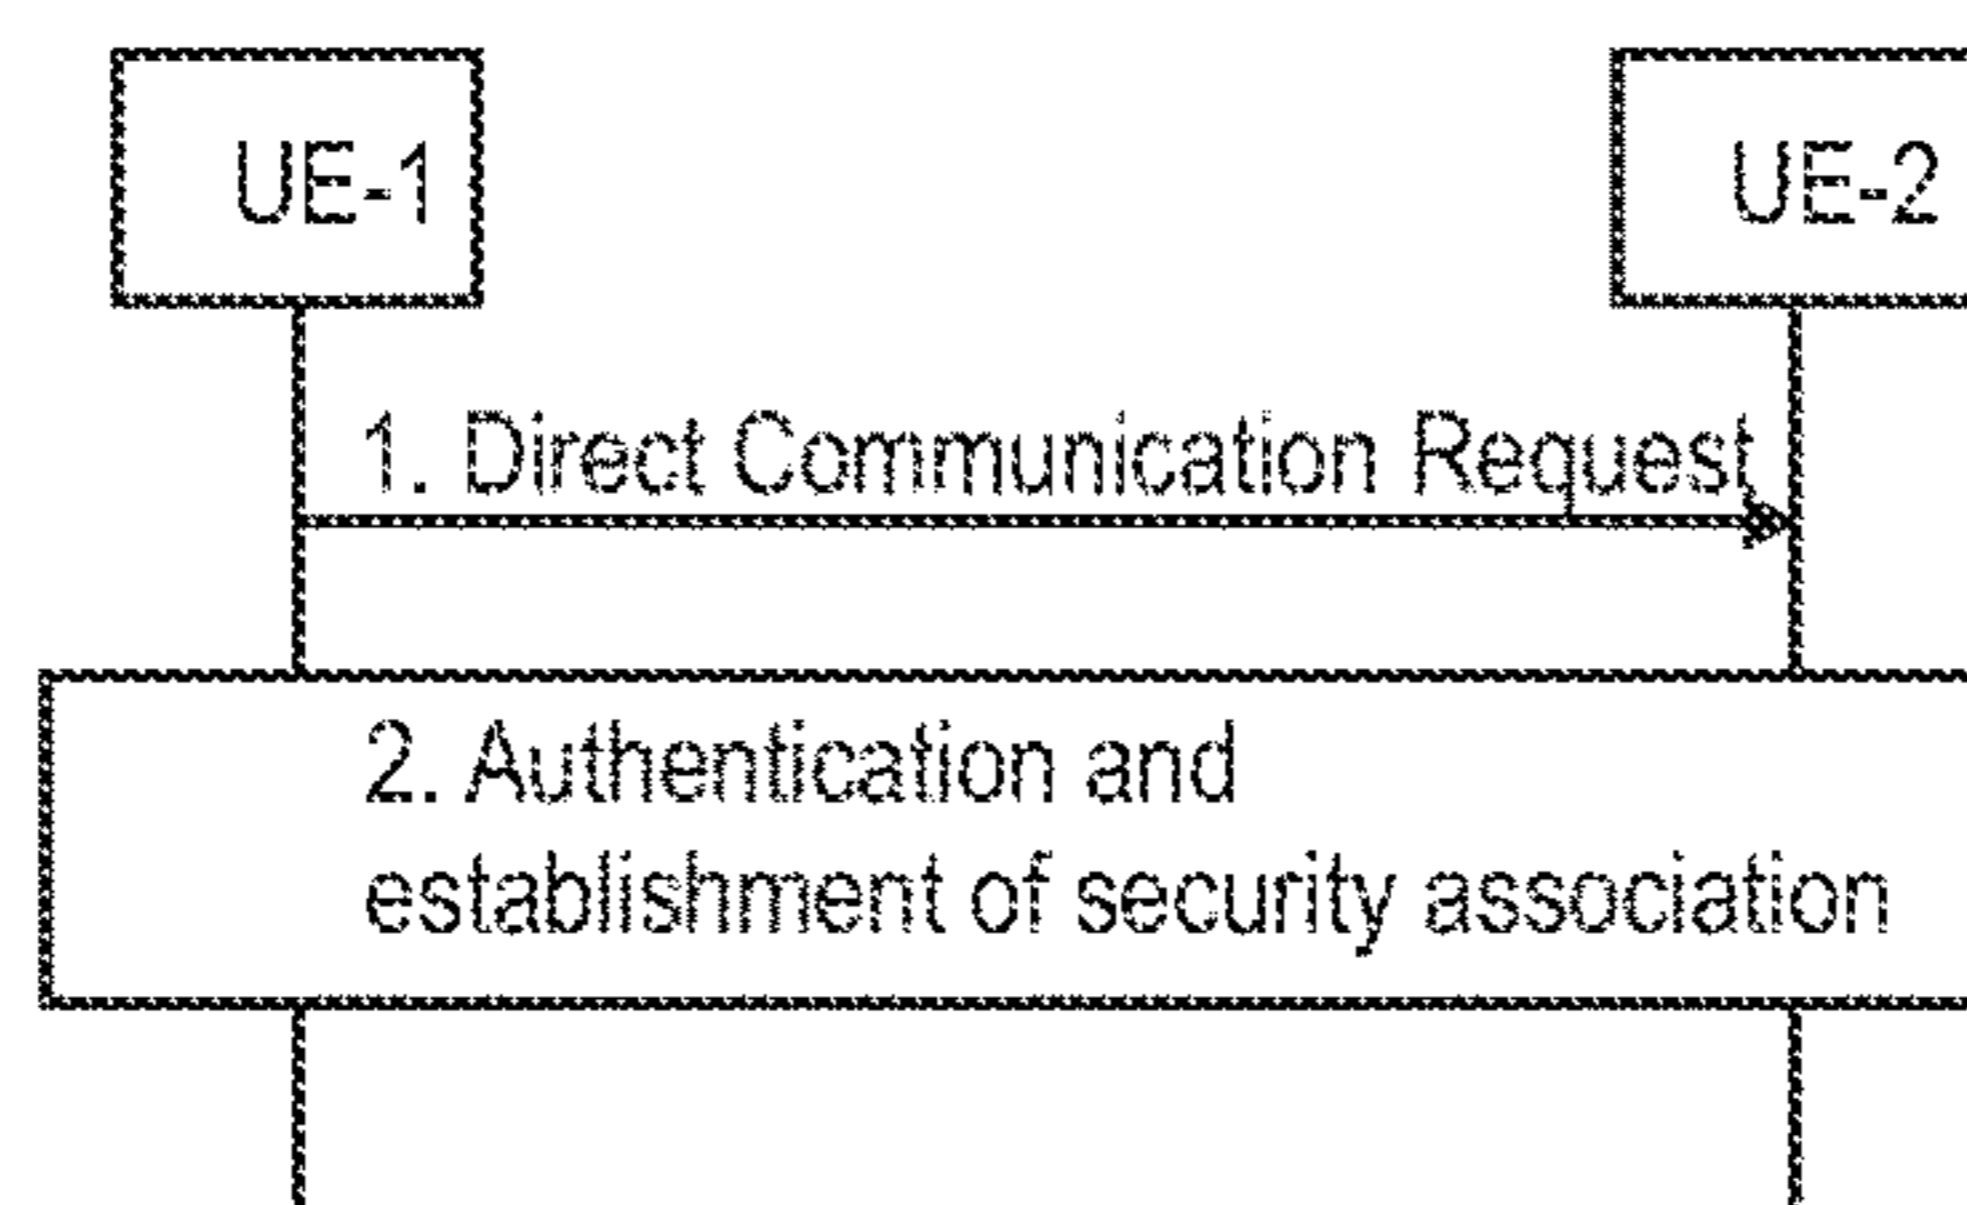 UE-1
UE-2
1. Direct Communication Request
2. Authentication and
establishment of security association